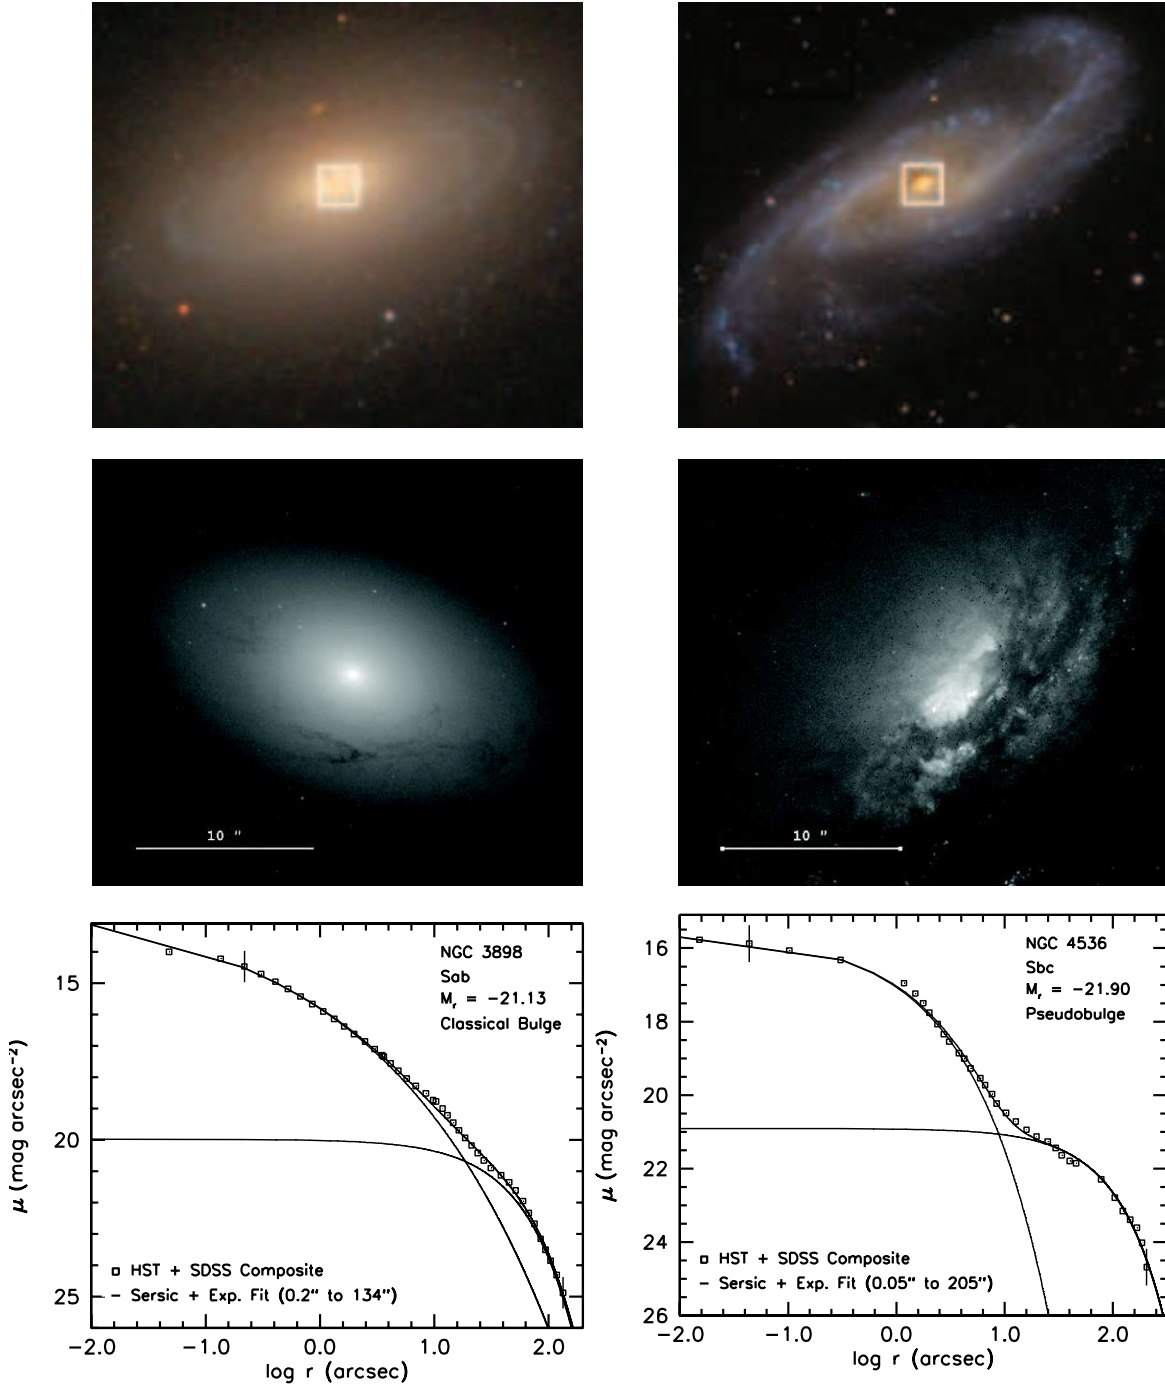 10 "
10 "
NGC 3898
Sab
M_r = -21.13
Classical Bulge
15
20
25
μ (mag arcsec⁻²)
HST + SDSS Composite
– Sersic + Exp. Fit (0.2" to 134")
-2.0 -1.0 0.0 1.0 2.0
log r (arcsec)
NGC 4536
Sbc
M_r = -21.90
Pseudobulge
16
18
20
22
24
26
μ (mag arcsec⁻²)
HST + SDSS Composite
– Sersic + Exp. Fit (0.05" to 205")
-2.0 -1.0 0.0 1.0 2.0
log r (arcsec)